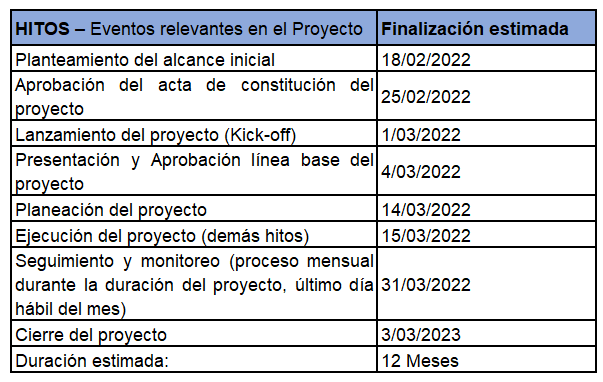 HITOS – Eventos relevantes en el Proyecto Finalización estimada
Planteamiento del alcance inicial 18/02/2022
Aprobación del acta de constitución del
proyecto 25/02/2022
Lanzamiento del proyecto (Kick-off) 1/03/2022
Presentación y Aprobación línea base del
proyecto 4/03/2022
Planeación del proyecto 14/03/2022
Ejecución del proyecto (demás hitos) 15/03/2022
Seguimiento y monitoreo (proceso mensual
durante la duración del proyecto, último día 31/03/2022
hábil del mes)
Cierre del proyecto 3/03/2023
Duración estimada: 12 Meses